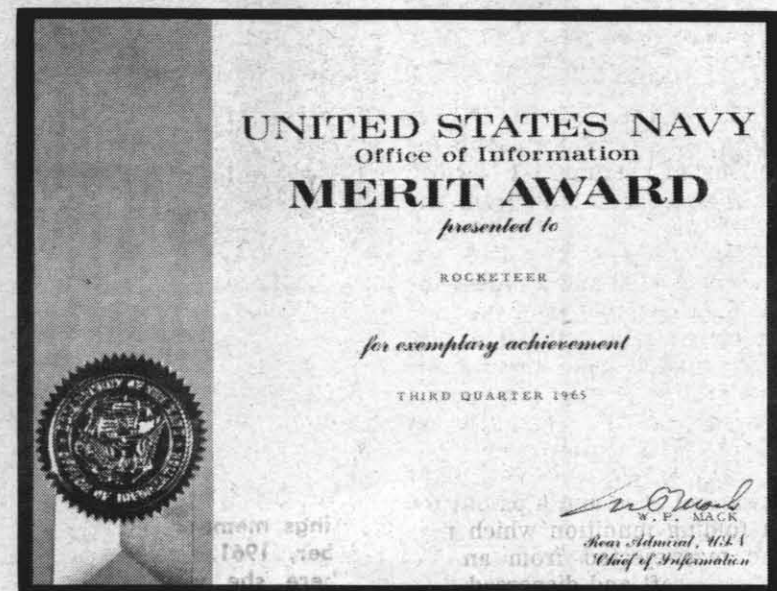 UNITED STATES NAVY
Office of Information
MERIT AWARD
presented to
ROCKETEER
for exemplary achievement
THIRD QUARTER 1965
W. P. MACK
Rear Admiral, USN
Chief of Information